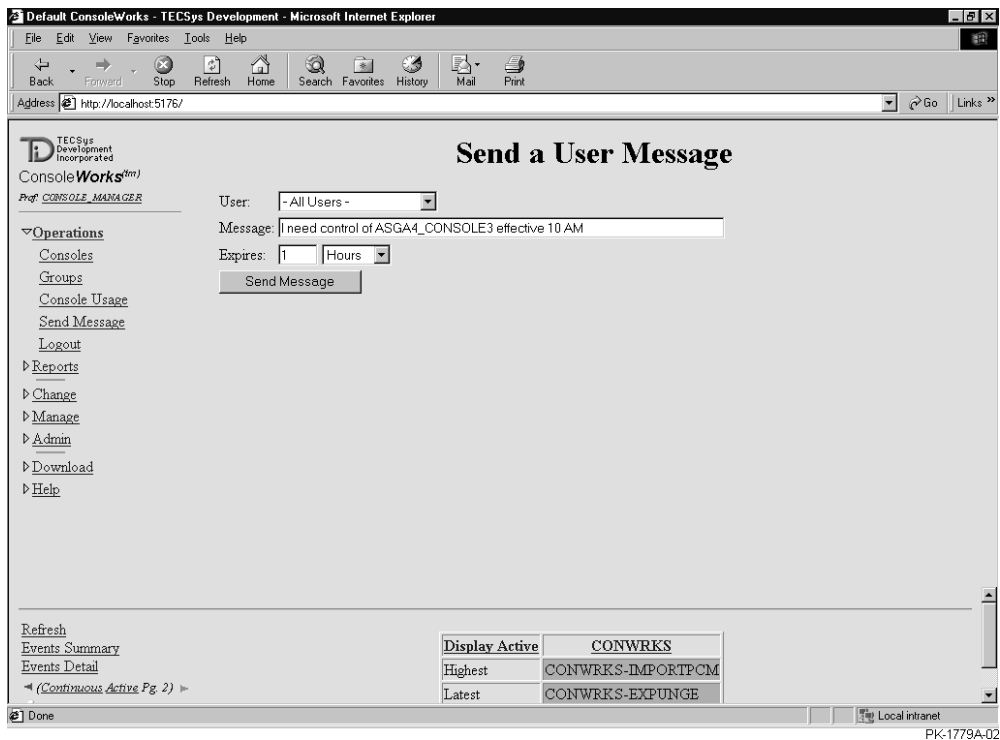 Default ConsoleWorks - TECSys Development - Microsoft Internet Explorer
File Edit View Favorites Tools Help
Back Forward Stop Refresh Home Search Favorites History Mail Print
Address http://localhost:5176/ Go Links »
TECSys
Development
Incorporated
ConsoleWorks(tm)
Prof: CONSOLE_MANAGER
Operations
Consoles
Groups
Console Usage
Send Message
Logout
Reports
Change
Manage
Admin
Download
Help
Send a User Message
User: - All Users -
Message: I need control of ASGA4_CONSOLE3 effective 10 AM
Expires: 1 Hours
Send Message
Refresh
Events Summary
Events Detail
(Continuous Active Pg. 2)
Display Active CONWRKS
Highest CONWRKS-IMPORTPCM
Latest CONWRKS-EXPUNGE
Done Local intranet
PK-1779A-02